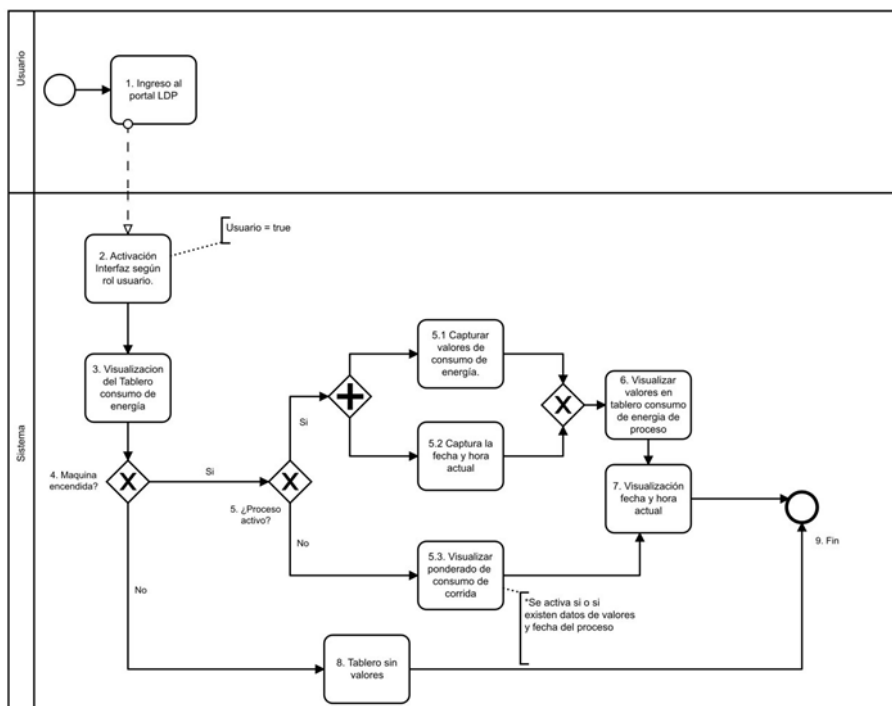 Usuario
1. Ingreso al
portal LDP
Sistema
2. Activación
Interfaz según
rol usuario.
Usuario = true
3. Visualizacion
del Tablero
consumo de
energía
4. Maquina
encendida?
Si
No
5. ¿Proceso
activo?
Si
No
5.1 Capturar
valores de
consumo de
energía.
5.2 Captura la
fecha y hora
actual
5.3. Visualizar
ponderado de
consumo de
corrida
*Se activa si o si
existen datos de valores
y fecha del proceso
6. Visualizar
valores en
tablero consumo
de energia de
proceso
7. Visualización
fecha y hora
actual
8. Tablero sin
valores
9. Fin